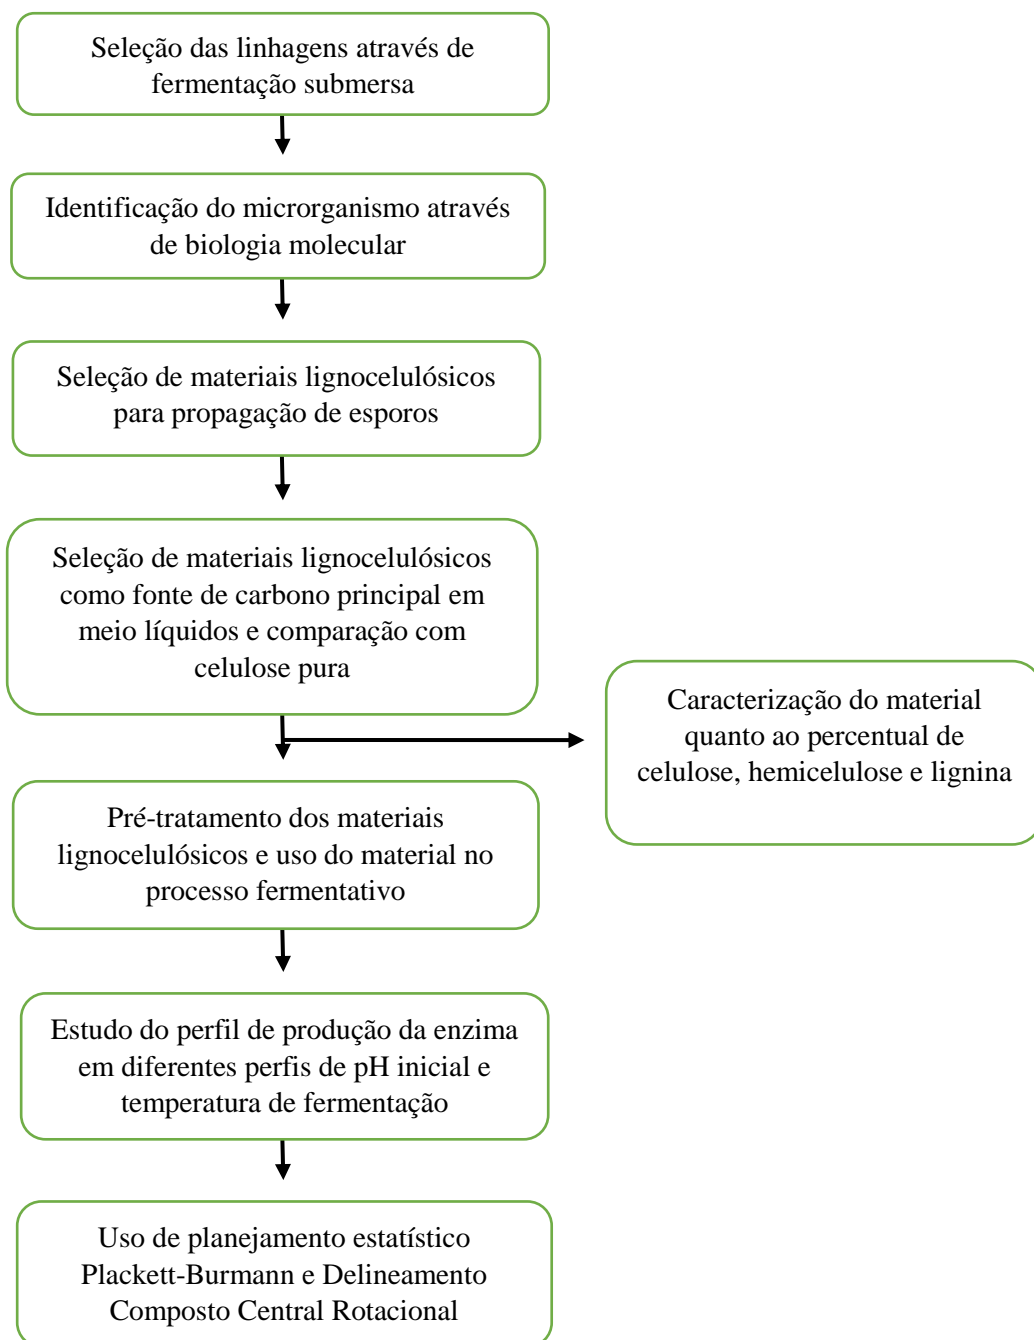 Seleção das linhagens através de
fermentação submersa
Identificação do microrganismo através
de biologia molecular
Seleção de materiais lignocelulósicos
para propagação de esporos
Seleção de materiais lignocelulósicos
como fonte de carbono principal em
meio líquidos e comparação com
celulose pura
Caracterização do material
quanto ao percentual de
celulose, hemicelulose e lignina
Pré-tratamento dos materiais
lignocelulósicos e uso do material no
processo fermentativo
Estudo do perfil de produção da enzima
em diferentes perfis de pH inicial e
temperatura de fermentação
Uso de planejamento estatístico
Plackett-Burmann e Delineamento
Composto Central Rotacional